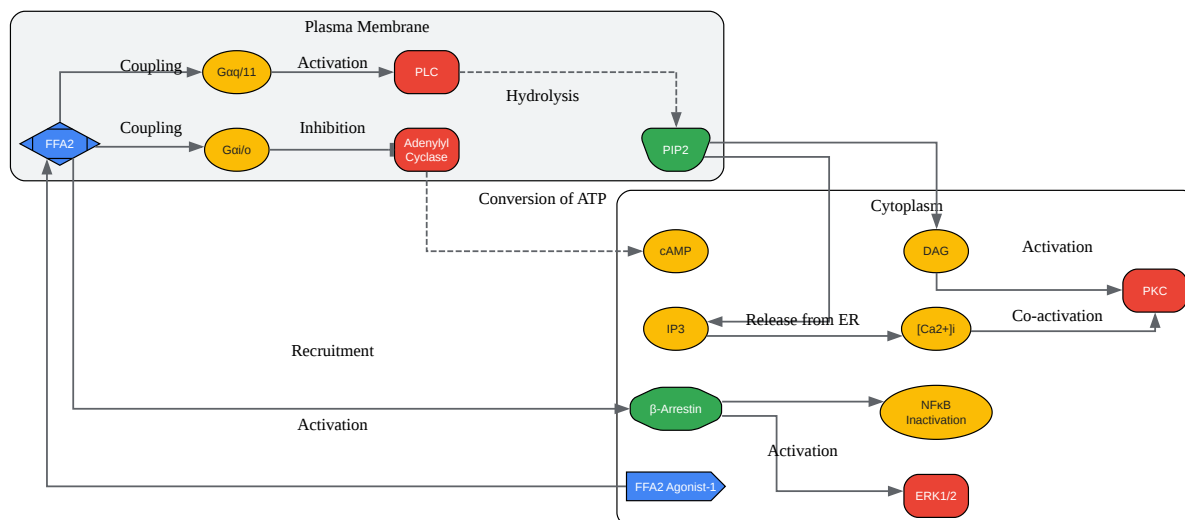 Plasma Membrane
Coupling
Gαq/11
Activation
PLC
Hydrolysis
FFA2
Coupling
Gαi/o
Inhibition
Adenylyl
Cyclase
PIP2
Conversion of ATP
Cytoplasm
cAMP
DAG
Activation
PKC
IP3
Release from ER
[Ca2+]i
Co-activation
Recruitment
β-Arrestin
NFκB
Inactivation
Activation
Activation
FFA2 Agonist-1
ERK1/2